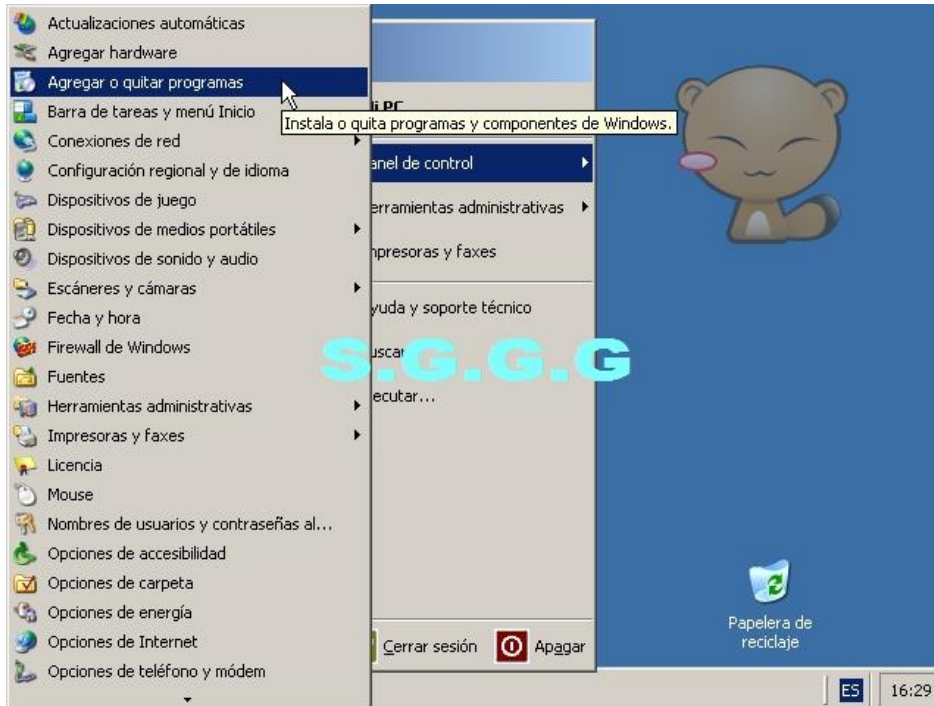 Actualizaciones automáticas
Agregar hardware
Agregar o quitar programas
Barra de tareas y menú Inicio
Conexiones de red
Configuración regional y de idioma
Dispositivos de juego
Dispositivos de medios portátiles
Dispositivos de sonido y audio
Escáneres y cámaras
Fecha y hora
Firewall de Windows
Fuentes
Herramientas administrativas
Impresoras y faxes
Licencia
Mouse
Nombres de usuarios y contraseñas al...
Opciones de accesibilidad
Opciones de carpeta
Opciones de energía
Opciones de Internet
Opciones de teléfono y módem
Instala o quita programas y componentes de Windows.
PC
anel de control
erramientas administrativas
presoras y faxes
yuda y soporte técnico
uscar
ecutar...
S.G.G.G
Cerrar sesión
Apagar
Papelera de
reciclaje
ES
16:29